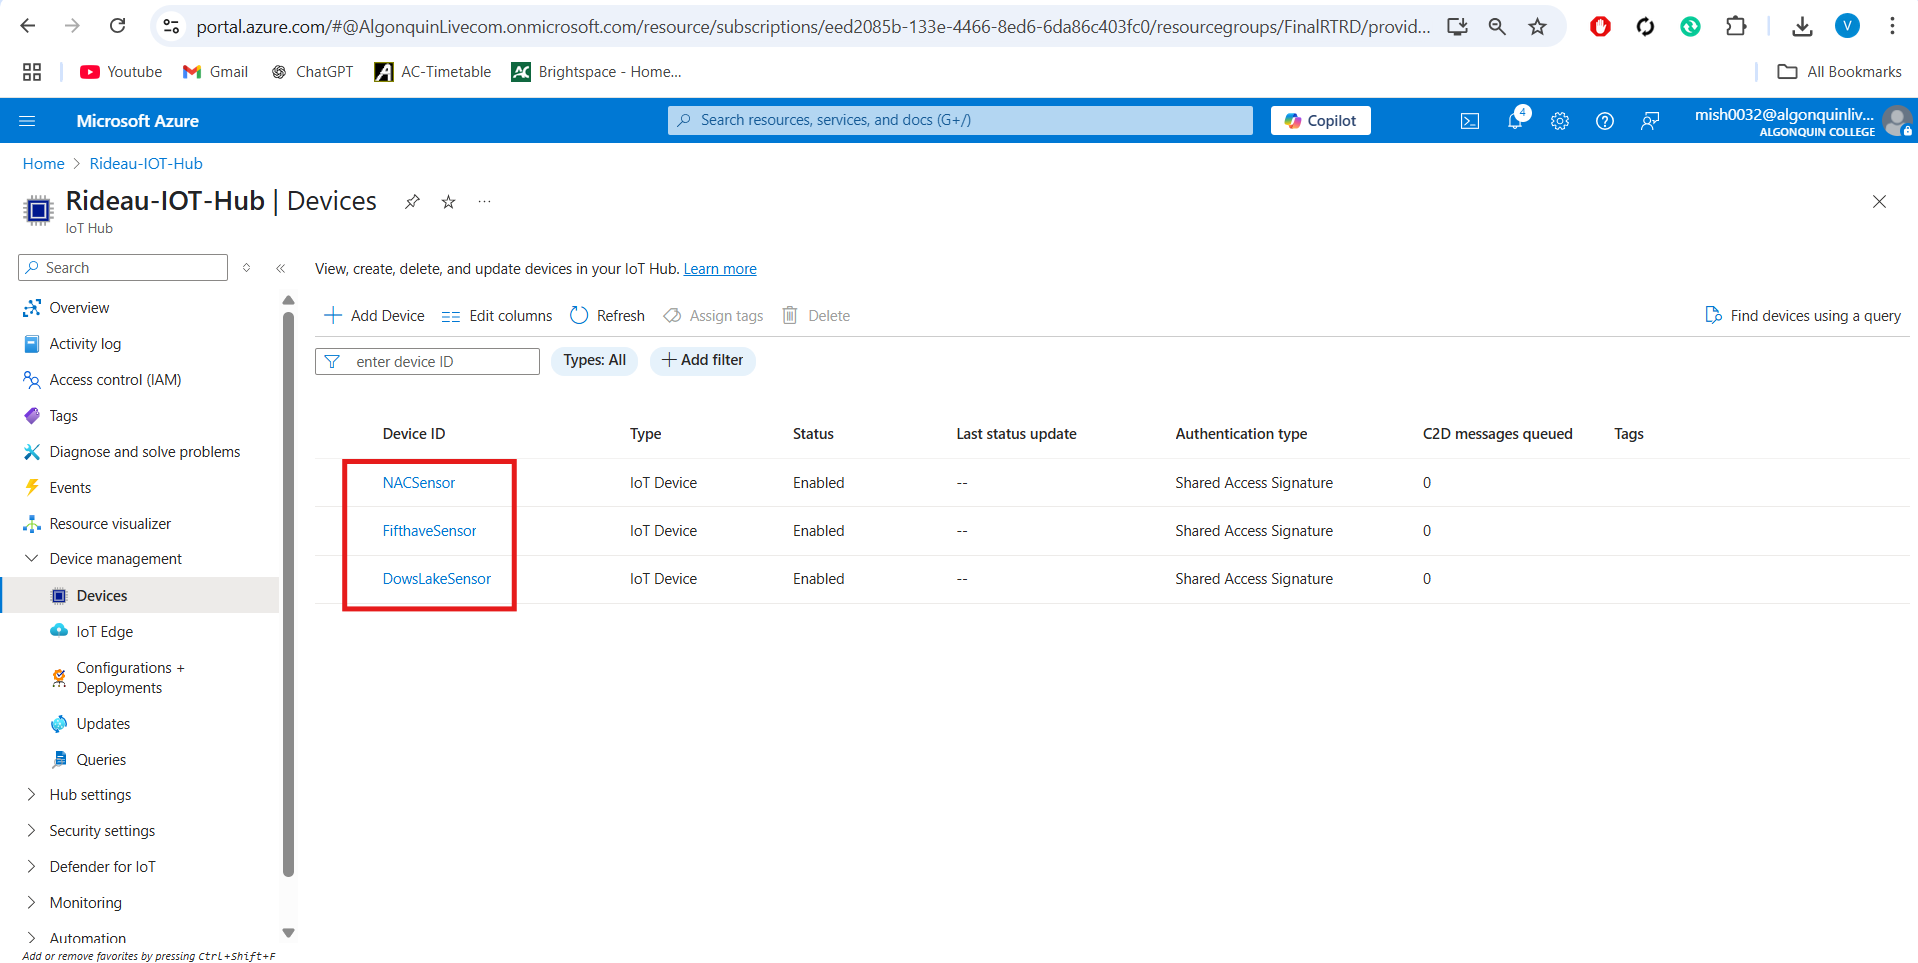 portal.azure.com/#@AlgonquinLivecom.onmicrosoft.com/resource/subscriptions/eed2085b-133e-4466-8ed6-6da86c403fc0/resourcegroups/FinalRTRD/provid...
V
Youtube Gmail ChatGPT AC-Timetable Brightspace - Home... All Bookmarks
Microsoft Azure
Search resources, services, and docs (G+/)
Copilot
4
mish0032@algonquinliv...
ALGONQUIN COLLEGE
Home > Rideau-IOT-Hub
Rideau-IOT-Hub | Devices
IoT Hub
Search
View, create, delete, and update devices in your IoT Hub. Learn more
Overview
Activity log
Access control (IAM)
Tags
Diagnose and solve problems
Events
Resource visualizer
Device management
Devices
IoT Edge
Configurations +
Deployments
Updates
Queries
Hub settings
Security settings
Defender for IoT
Monitoring
Automation
Add or remove favorites by pressing Ctrl+Shift+F
Add Device Edit columns Refresh Assign tags Delete Find devices using a query
enter device ID Types: All Add filter
Device ID Type Status Last status update Authentication type C2D messages queued Tags
NACSensor IoT Device Enabled -- Shared Access Signature 0
FifthaveSensor IoT Device Enabled -- Shared Access Signature 0
DowsLakeSensor IoT Device Enabled -- Shared Access Signature 0